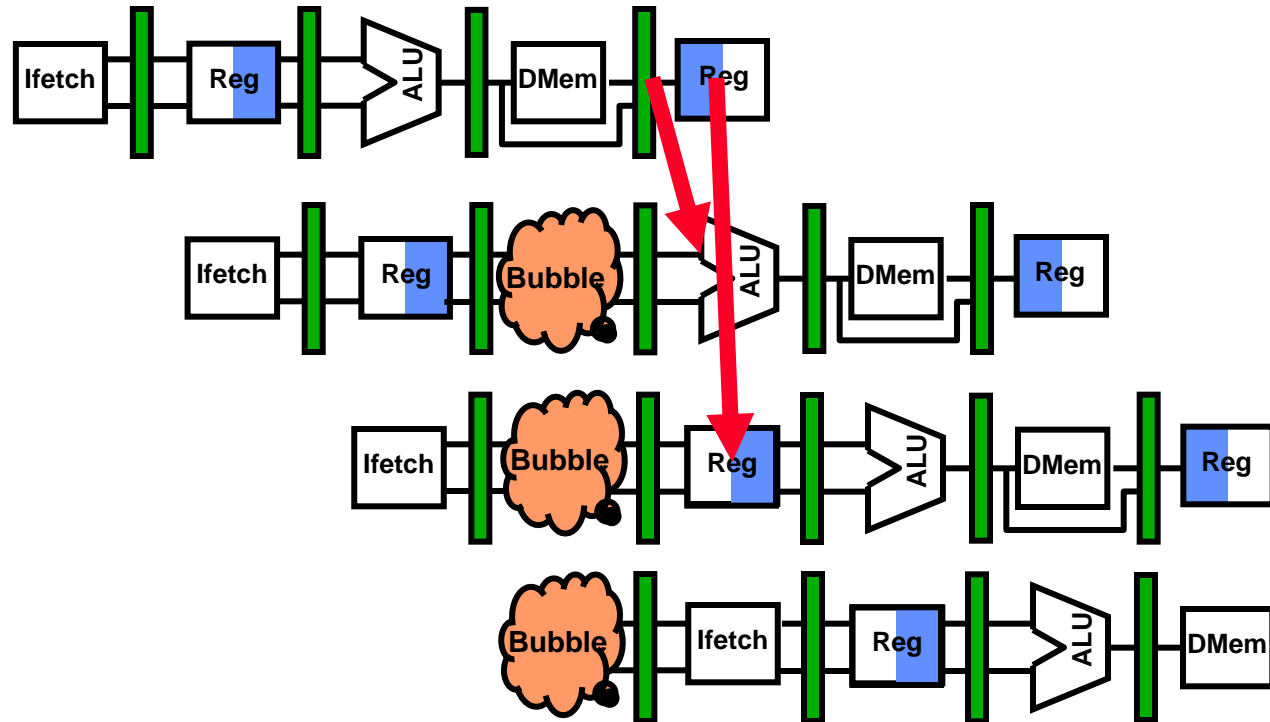 Ifetch
Reg
ALU
DMem
Reg
Ifetch
Reg
Bubble
ALU
DMem
Reg
Ifetch
Bubble
Reg
ALU
DMem
Reg
Bubble
Ifetch
Reg
ALU
DMem